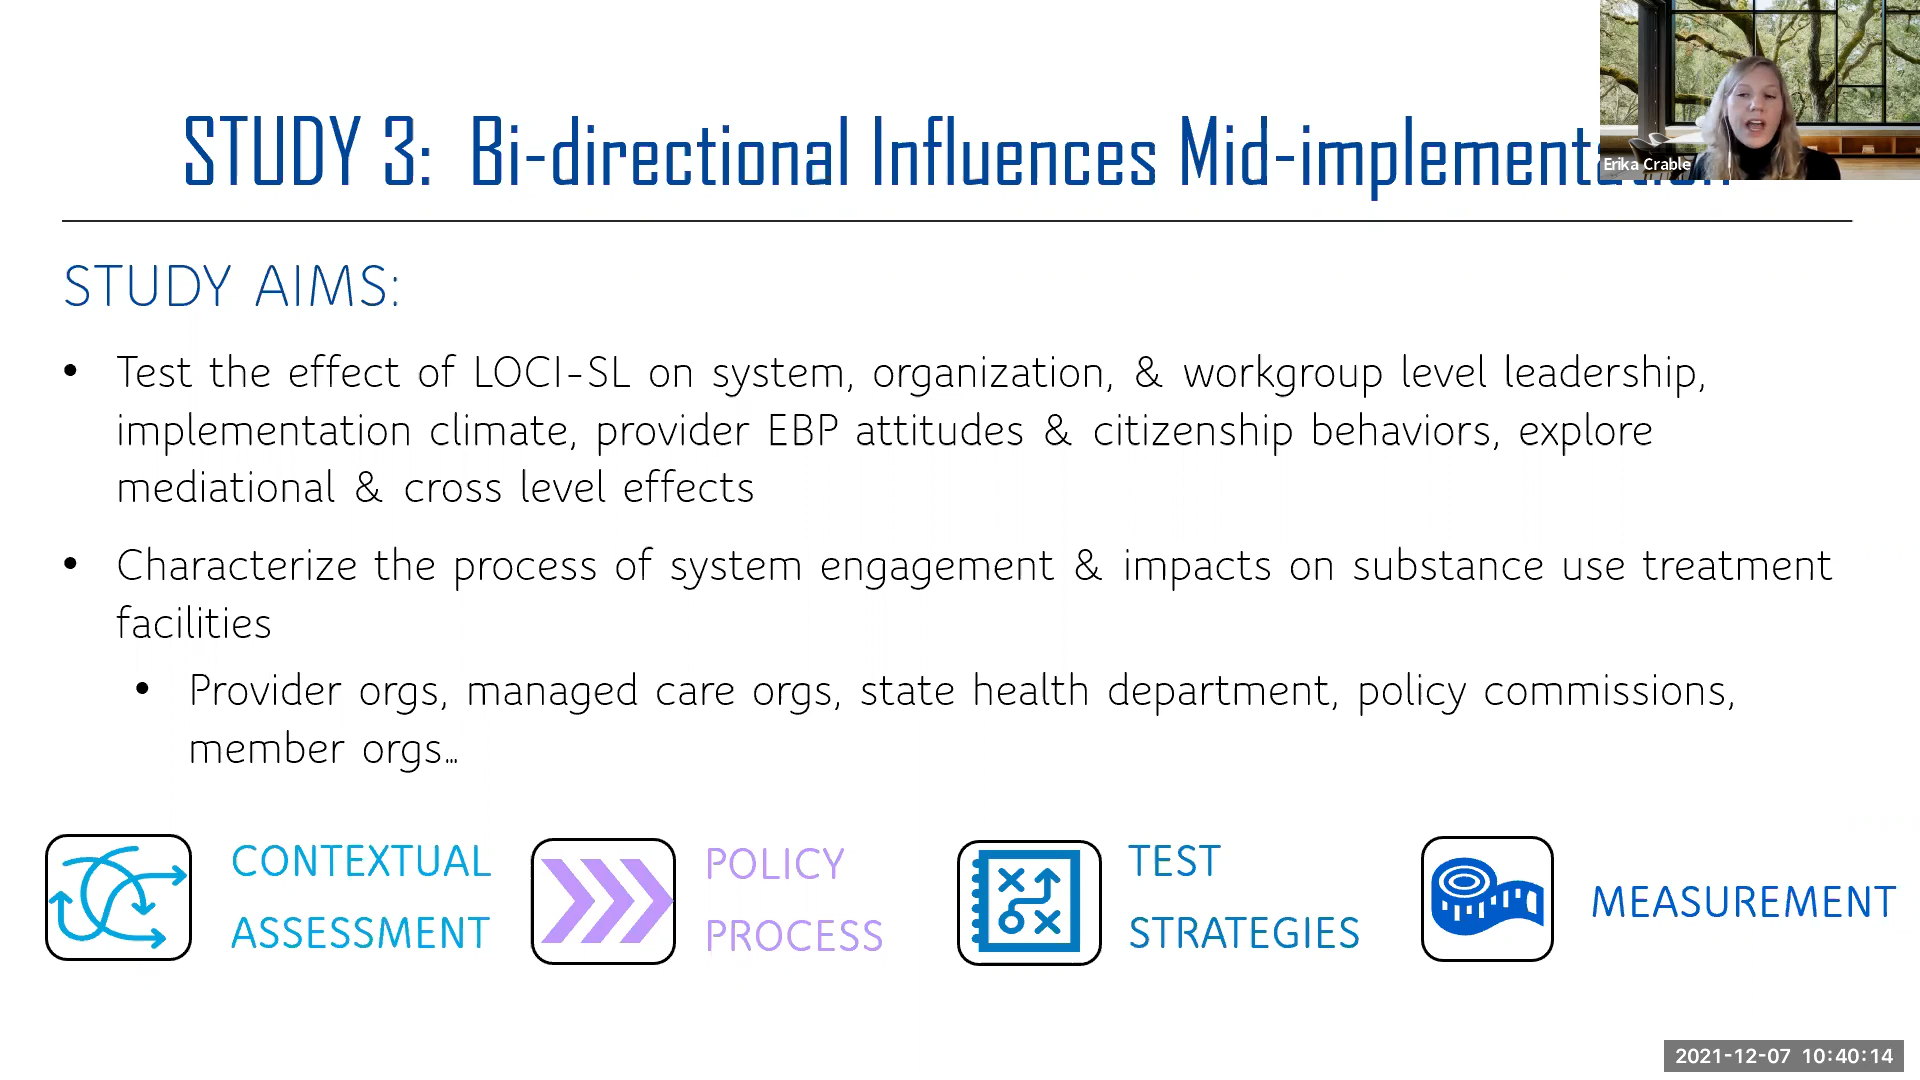 STUDY 3: Bi-directional Influences Mid-implementation
Erika Crable
STUDY AIMS:
• Test the effect of LOCI-SL on system, organization, & workgroup level leadership,
implementation climate, provider EBP attitudes & citizenship behaviors, explore
mediational & cross level effects
• Characterize the process of system engagement & impacts on substance use treatment
facilities
• Provider orgs, managed care orgs, state health department, policy commissions,
member orgs…
CONTEXTUAL
ASSESSMENT
POLICY
PROCESS
TEST
STRATEGIES
MEASUREMENT
2021-12-07 10:40:14